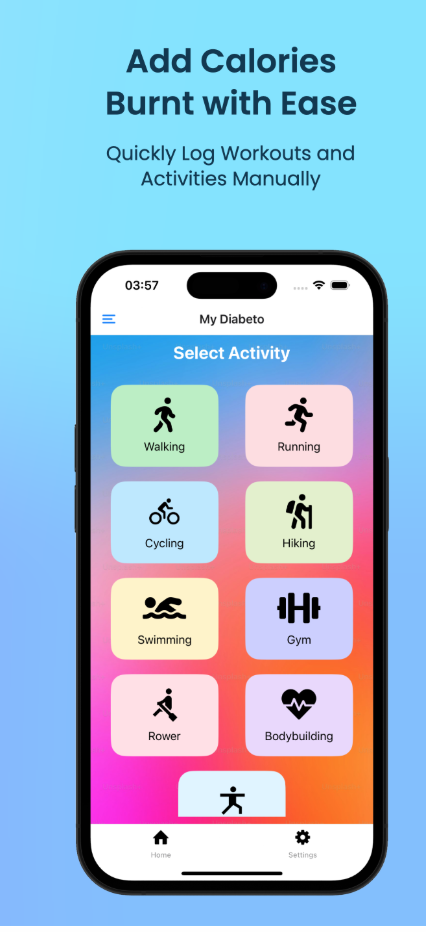 Add Calories
Burnt with Ease
Quickly Log Workouts and
Activities Manually
03:57
My Diabeto
Select Activity
Walking
Running
Cycling
Hiking
Swimming
Gym
Rower
Bodybuilding
Home
Settings